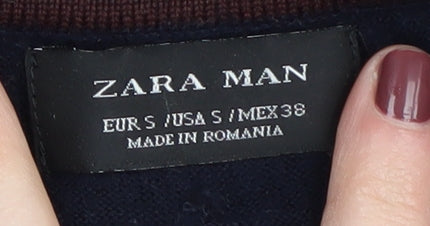 ZARA MAN
EUR S / USA S / MEX 38
MADE IN ROMANIA